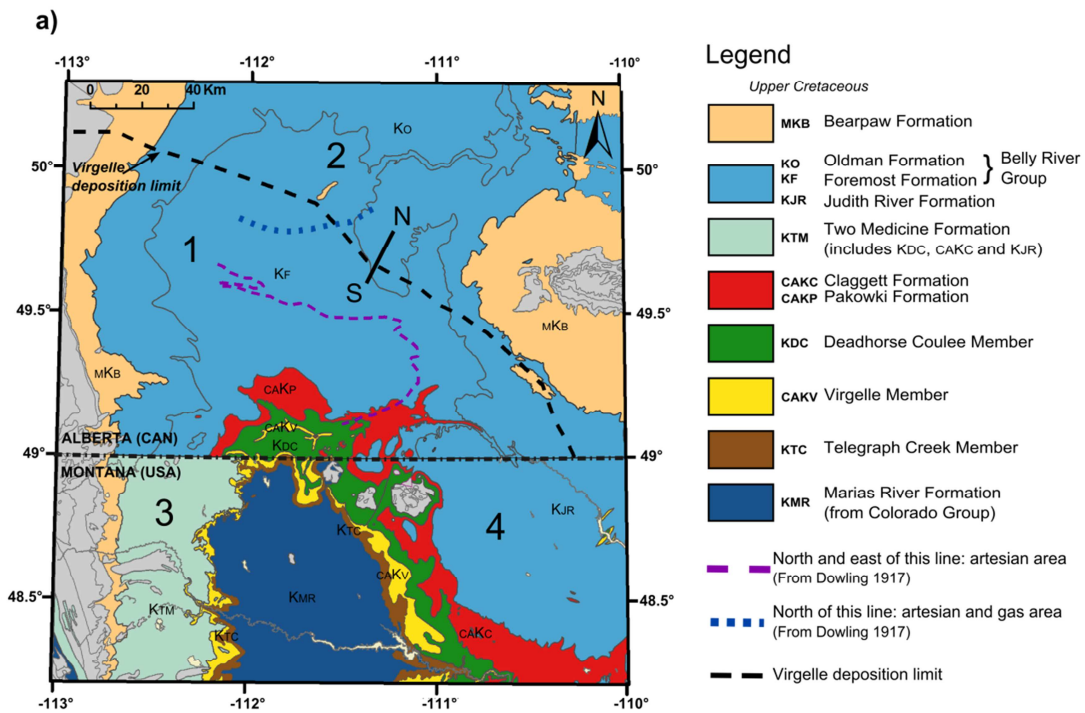 a)
-113° -112° -111° -110°
0 20 40 Km
N
KO
2
50° 50°
Virgelle
deposition limit
N
1
KF
S
49.5° 49.5°
MKB
MKB
CAKP
CAKV
KDC
ALBERTA (CAN)
49° 49°
MONTANA (USA)
3 4
KJR
KTC
CAKV
48.5° 48.5°
KMR
KTM
KTC
CAKC
-113° -112° -111° -110°
Legend
Upper Cretaceous
MKB Bearpaw Formation
KO Oldman Formation
KF Foremost Formation } Belly River
Group
KJR Judith River Formation
KTM Two Medicine Formation
(includes KDC, CAKC and KJR)
CAKC Claggett Formation
CAKP Pakowki Formation
KDC Deadhorse Coulee Member
CAKV Virgelle Member
KTC Telegraph Creek Member
KMR Marias River Formation
(from Colorado Group)
North and east of this line: artesian area
(From Dowling 1917)
North of this line: artesian and gas area
(From Dowling 1917)
Virgelle deposition limit